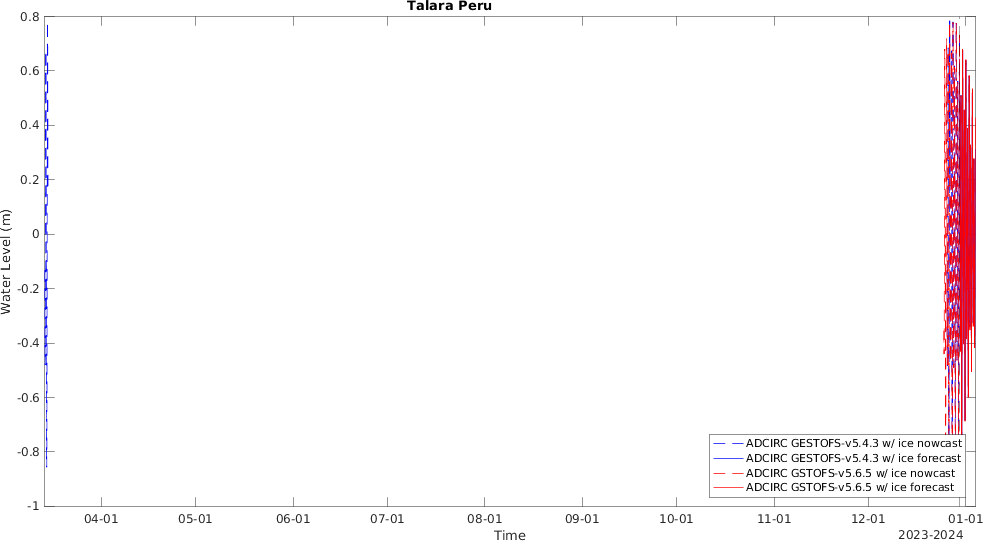 Talara Peru
0.8
0.6
0.4
0.2
0
-0.2
-0.4
-0.6
-0.8
-1
Water Level (m)
ADCIRC GESTOFS-v5.4.3 w/ ice nowcast
ADCIRC GESTOFS-v5.4.3 w/ ice forecast
ADCIRC GSTOFS-v5.6.5 w/ ice nowcast
ADCIRC GSTOFS-v5.6.5 w/ ice forecast
04-01 05-01 06-01 07-01 08-01 09-01 10-01 11-01 12-01 01-01
Time
2023-2024